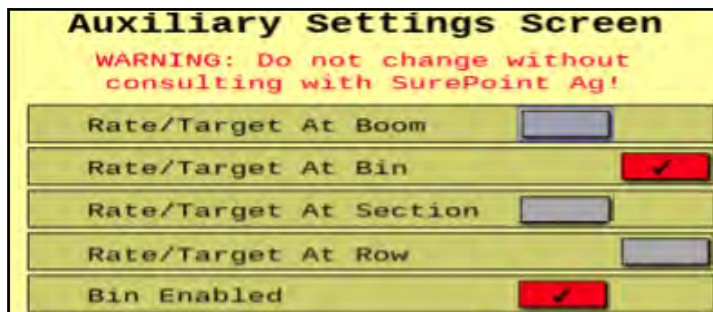 Auxiliary Settings Screen
WARNING: Do not change without
consulting with SurePoint Ag!
Rate/Target At Boom
Rate/Target At Bin
Rate/Target At Section
Rate/Target At Row
Bin Enabled